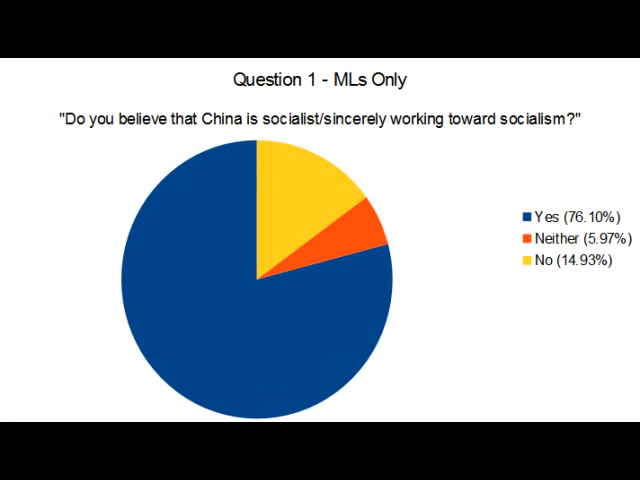 Question 1 - MLs Only
"Do you believe that China is socialist/sincerely working toward socialism?"
Yes (76.10%)
Neither (5.97%)
No (14.93%)